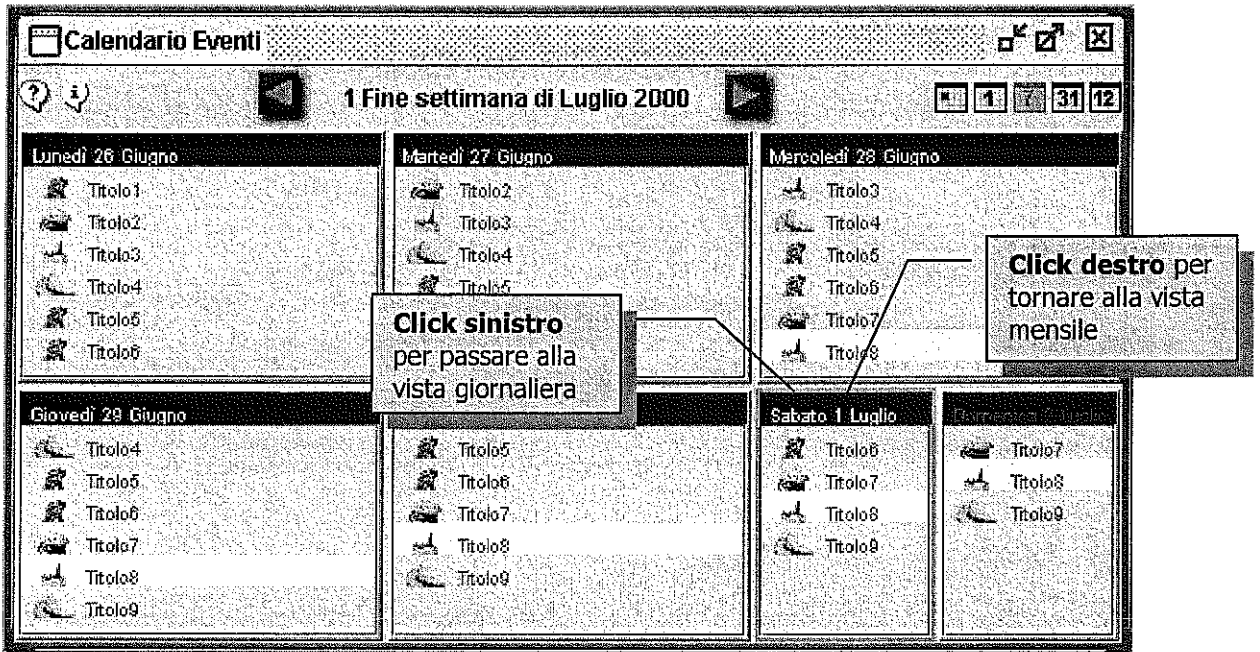 Calendario Eventi
1 Fine settimana di Luglio 2000
1 7 31 12
Lunedì 26 Giugno
Titolo1
Titolo2
Titolo3
Titolo4
Titolo5
Titolo6
Martedì 27 Giugno
Titolo2
Titolo3
Titolo4
Titolo5
Mercoledì 28 Giugno
Titolo3
Titolo4
Titolo5
Titolo6
Titolo7
Titolo8
Click sinistro
per passare alla
vista giornaliera
Click destro per
tornare alla vista
mensile
Giovedì 29 Giugno
Titolo4
Titolo5
Titolo6
Titolo7
Titolo8
Titolo9
Titolo5
Titolo6
Titolo7
Titolo8
Titolo9
Sabato 1 Luglio
Titolo6
Titolo7
Titolo8
Titolo9
Titolo7
Titolo8
Titolo9